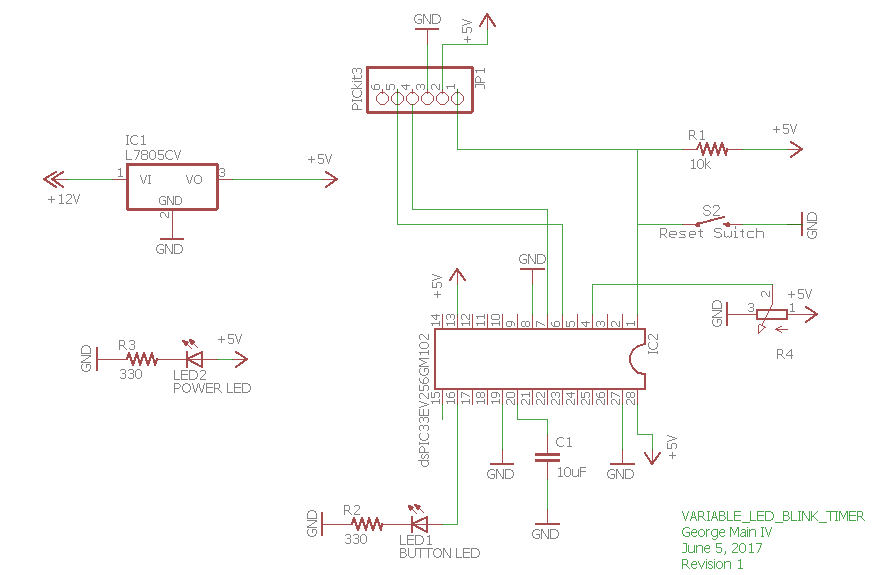 GND
+5V
PICkit3
6 5 4 3 2 1
JP1
IC1
L7805CV
1 VI VO 3
GND
2
+12V
+5V
GND
R1
10k
+5V
S2
Reset Switch
GND
GND
+5V
GND
3 2 1
+5V
R4
14 13 12 11 10 9 8 7 6 5 4 3 2 1
IC2
dsPIC33EV256GM102
15 16 17 18 19 20 21 22 23 24 25 26 27 28
GND
R3
330
LED2
POWER LED
+5V
GND
C1
10uF
GND
GND
+5V
GND
R2
330
LED1
BUTTON LED
VARIABLE_LED_BLINK_TIMER
George Main IV
June 5, 2017
Revision 1